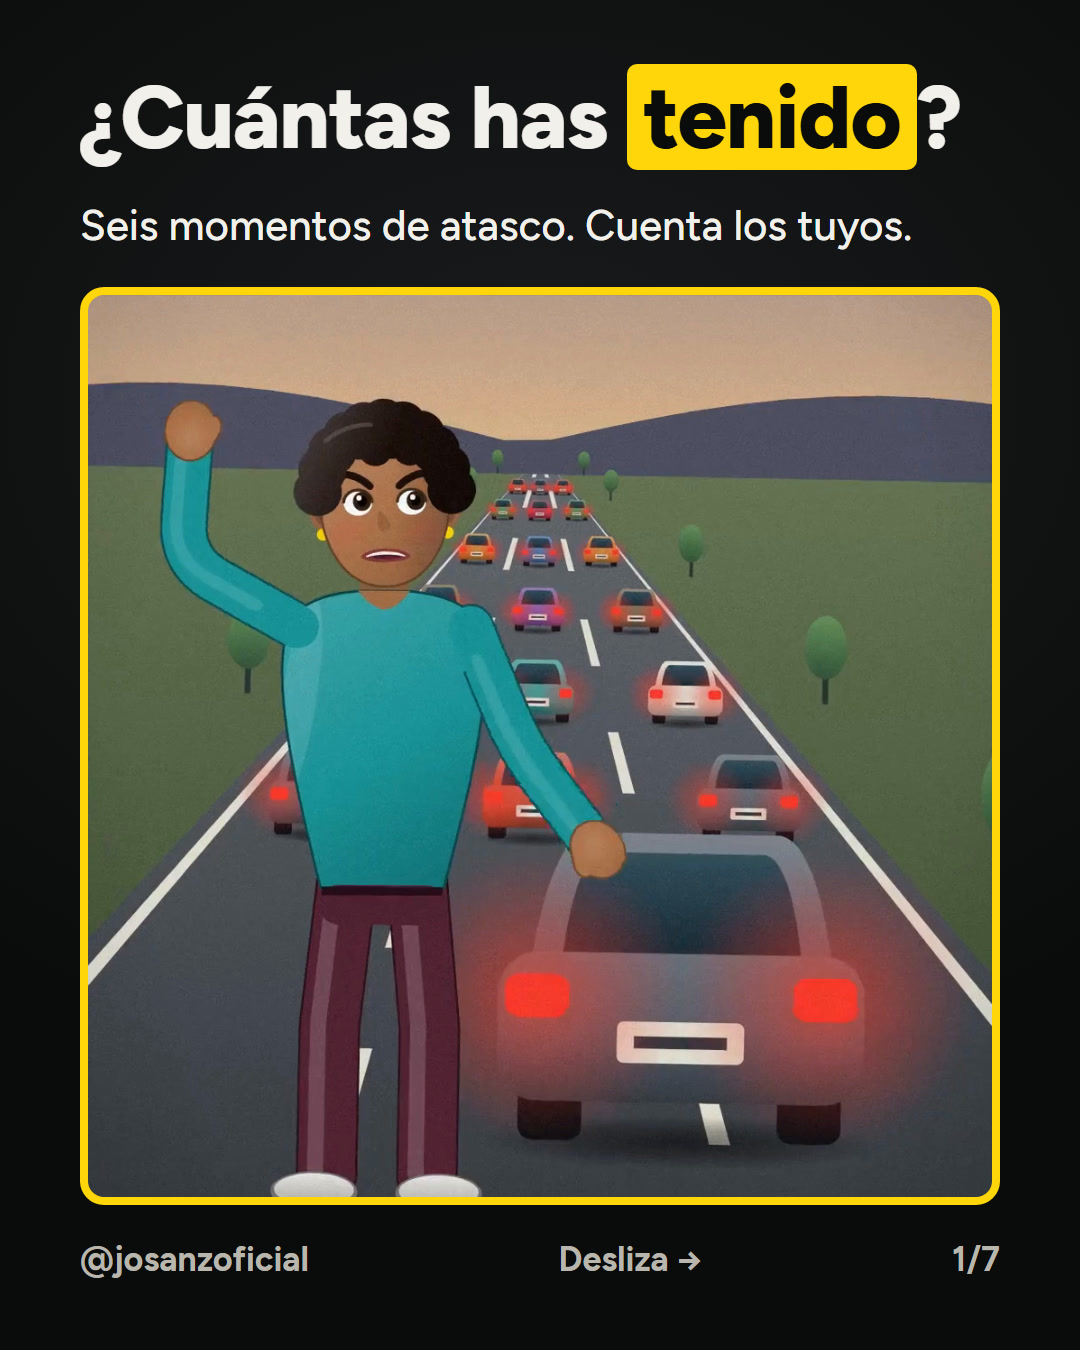 ¿Cuántas has tenido?
Seis momentos de atasco. Cuenta los tuyos.
@josanzoficial
Desliza →
1/7